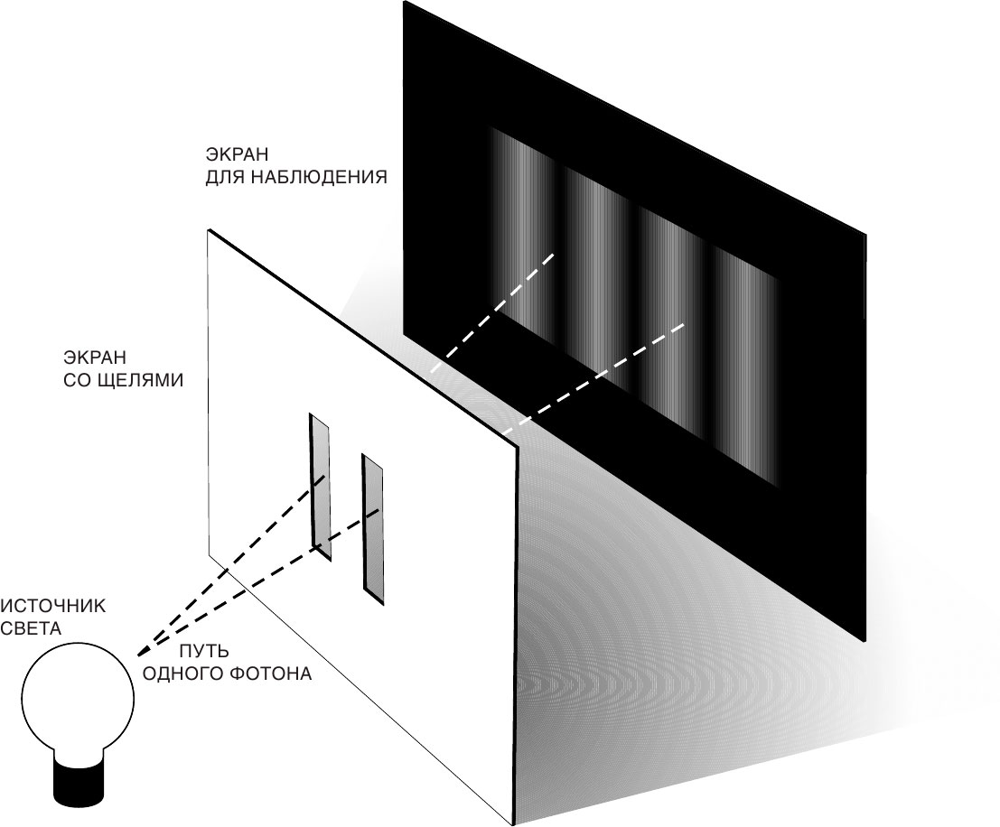 ЭКРАН
ДЛЯ НАБЛЮДЕНИЯ
ЭКРАН
СО ЩЕЛЯМИ
ИСТОЧНИК
СВЕТА
ПУТЬ
ОДНОГО ФОТОНА